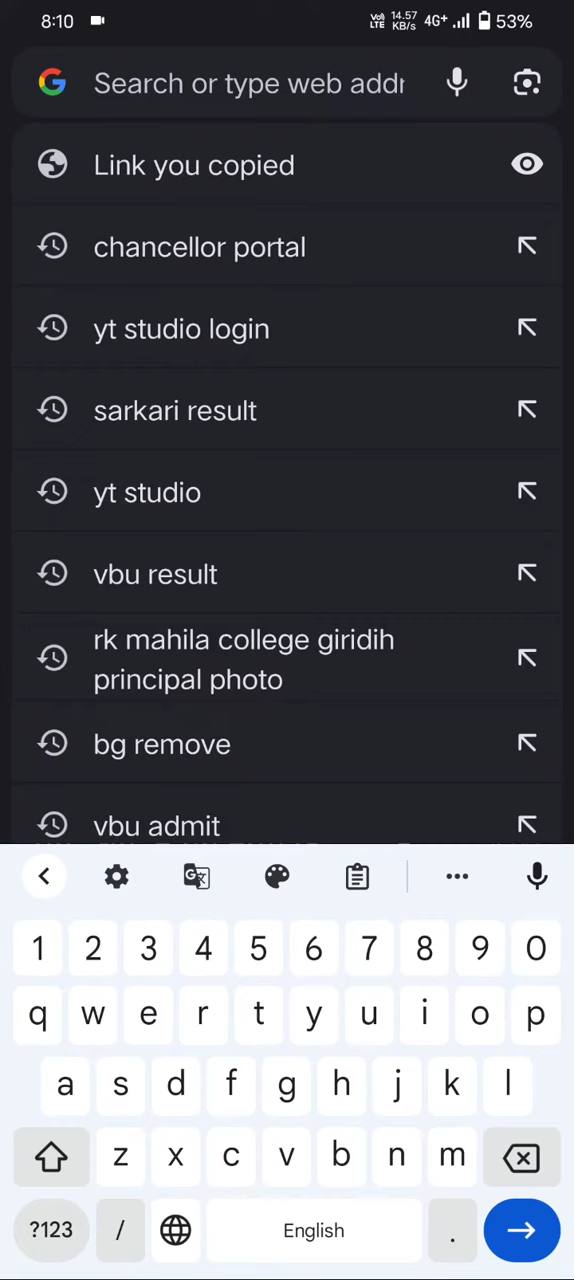 8:10 Vo) LTE 14.57 KB/s 4G+ 53%
Search or type web addr
Link you copied
chancellor portal
yt studio login
sarkari result
yt studio
vbu result
rk mahila college giridih
principal photo
bg remove
vbu admit
1 2 3 4 5 6 7 8 9 0
q w e r t y u i o p
a s d f g h j k l
z x c v b n m
?123 / English .